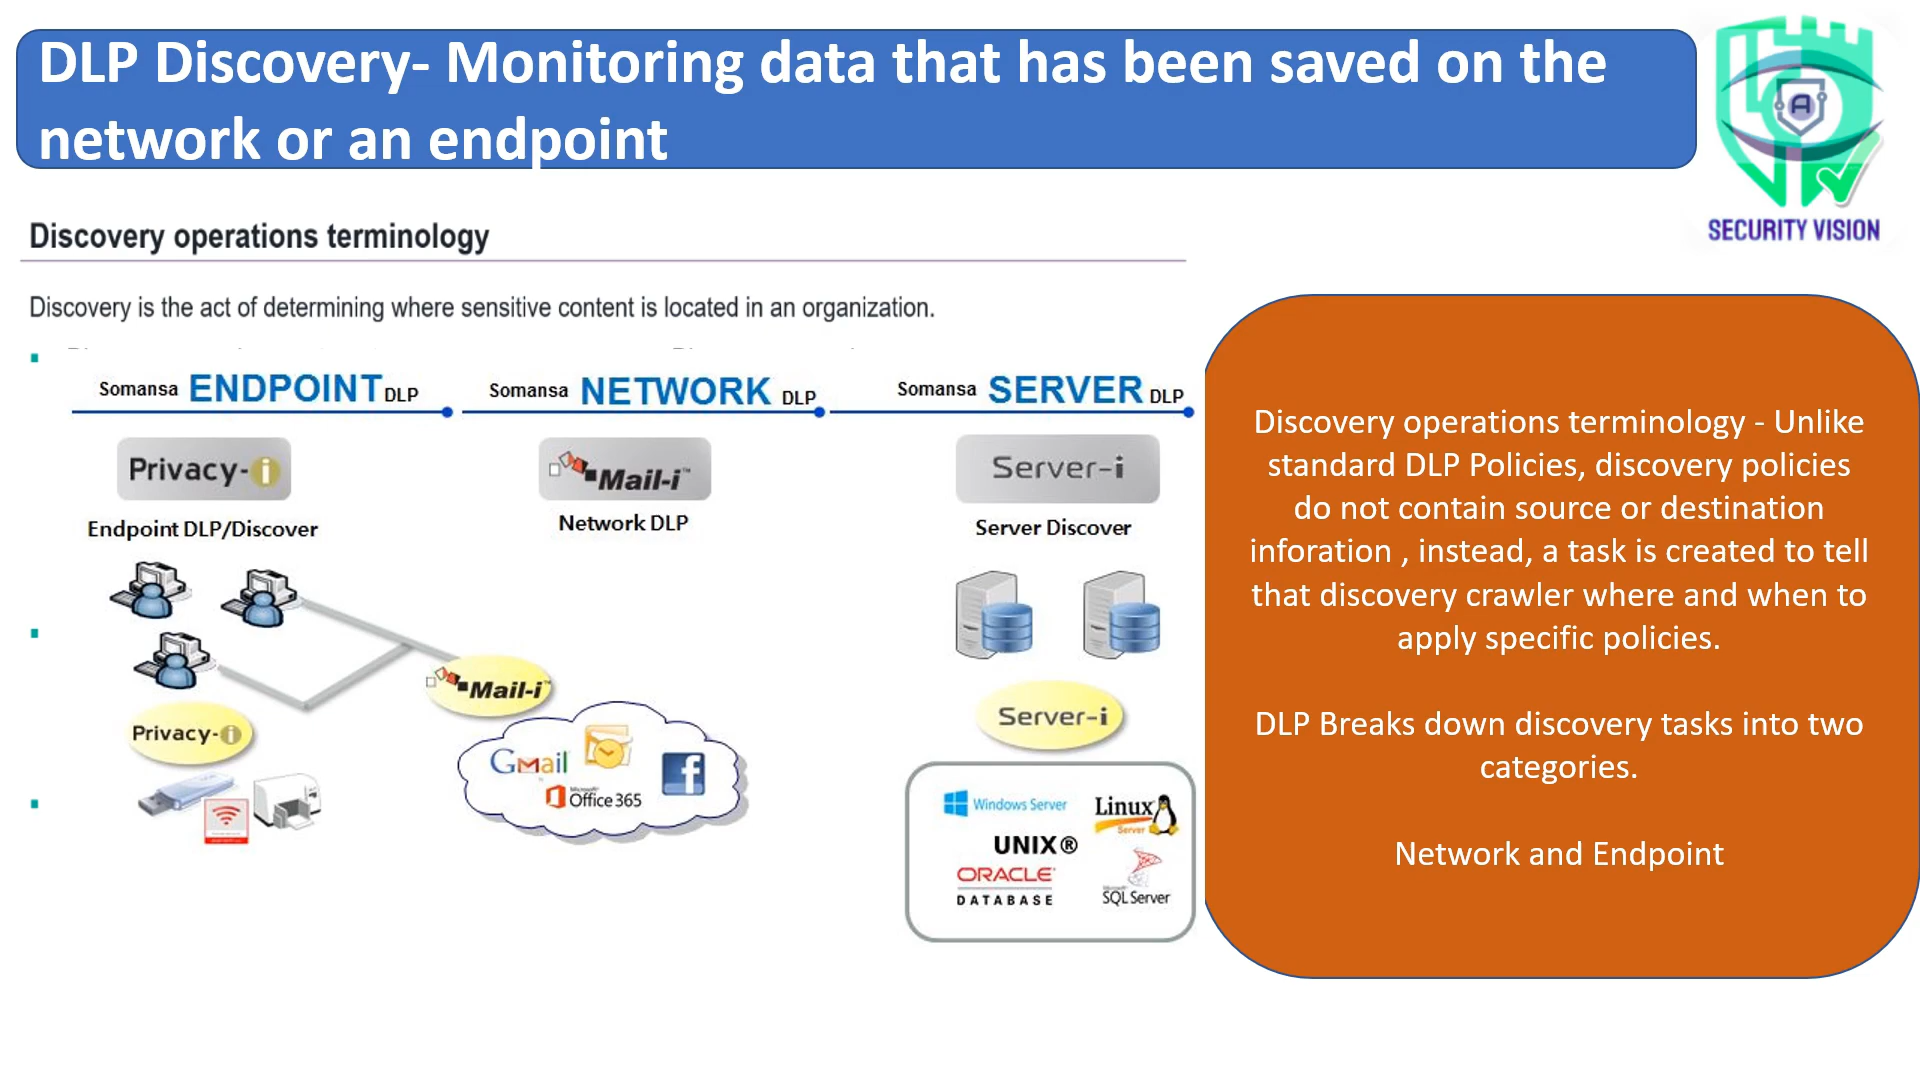 DLP Discovery- Monitoring data that has been saved on the
network or an endpoint
SECURITY VISION
Discovery operations terminology
Discovery is the act of determining where sensitive content is located in an organization.
Somansa ENDPOINT DLP
Somansa NETWORK DLP
Somansa SERVER DLP
Privacy-i
Mail-i™
Server-i
Endpoint DLP/Discover
Network DLP
Server Discover
Mail-i™
Privacy-i
Server-i
Gmail
Microsoft
Office 365
Windows Server
Linux
Server
UNIX®
ORACLE
DATABASE
SQL Server
Discovery operations terminology - Unlike
standard DLP Policies, discovery policies
do not contain source or destination
inforation , instead, a task is created to tell
that discovery crawler where and when to
apply specific policies.
DLP Breaks down discovery tasks into two
categories.
Network and Endpoint